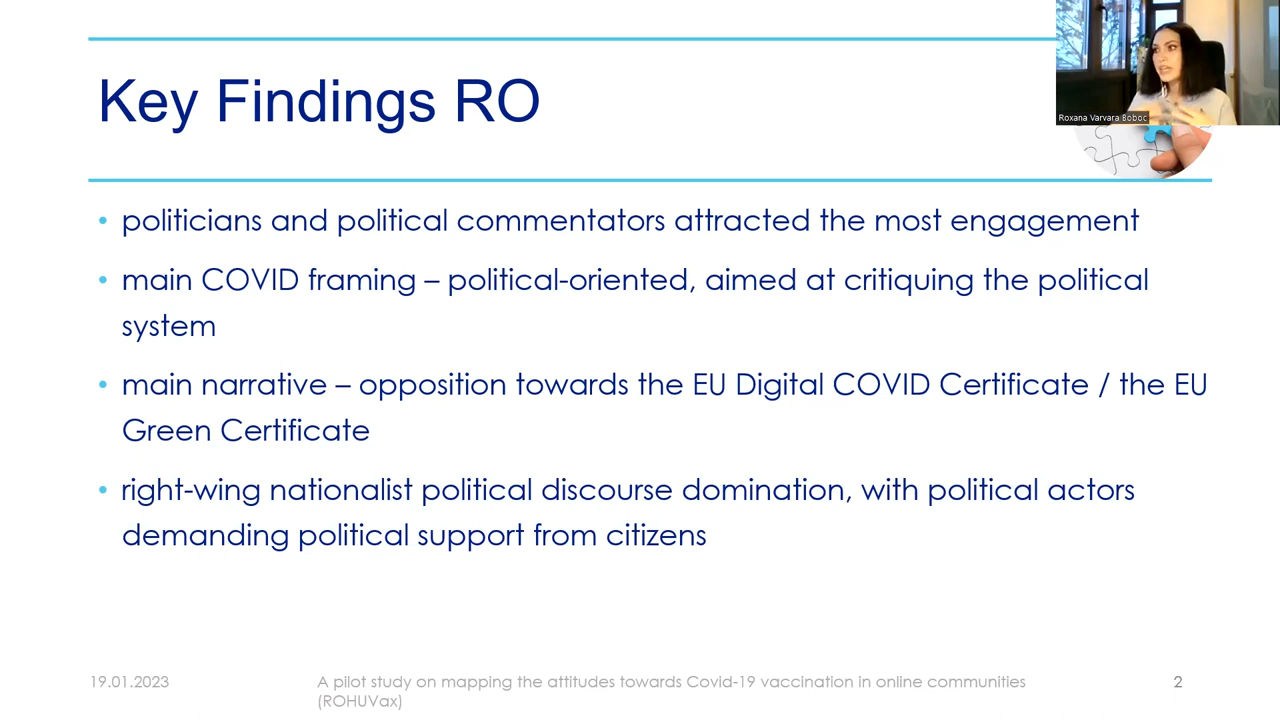 Key Findings RO
Roxana Varvara Boboc
• politicians and political commentators attracted the most engagement
• main COVID framing – political-oriented, aimed at critiquing the political
system
• main narrative – opposition towards the EU Digital COVID Certificate / the EU
Green Certificate
• right-wing nationalist political discourse domination, with political actors
demanding political support from citizens
19.01.2023
A pilot study on mapping the attitudes towards Covid-19 vaccination in online communities
(ROHUVax)
2